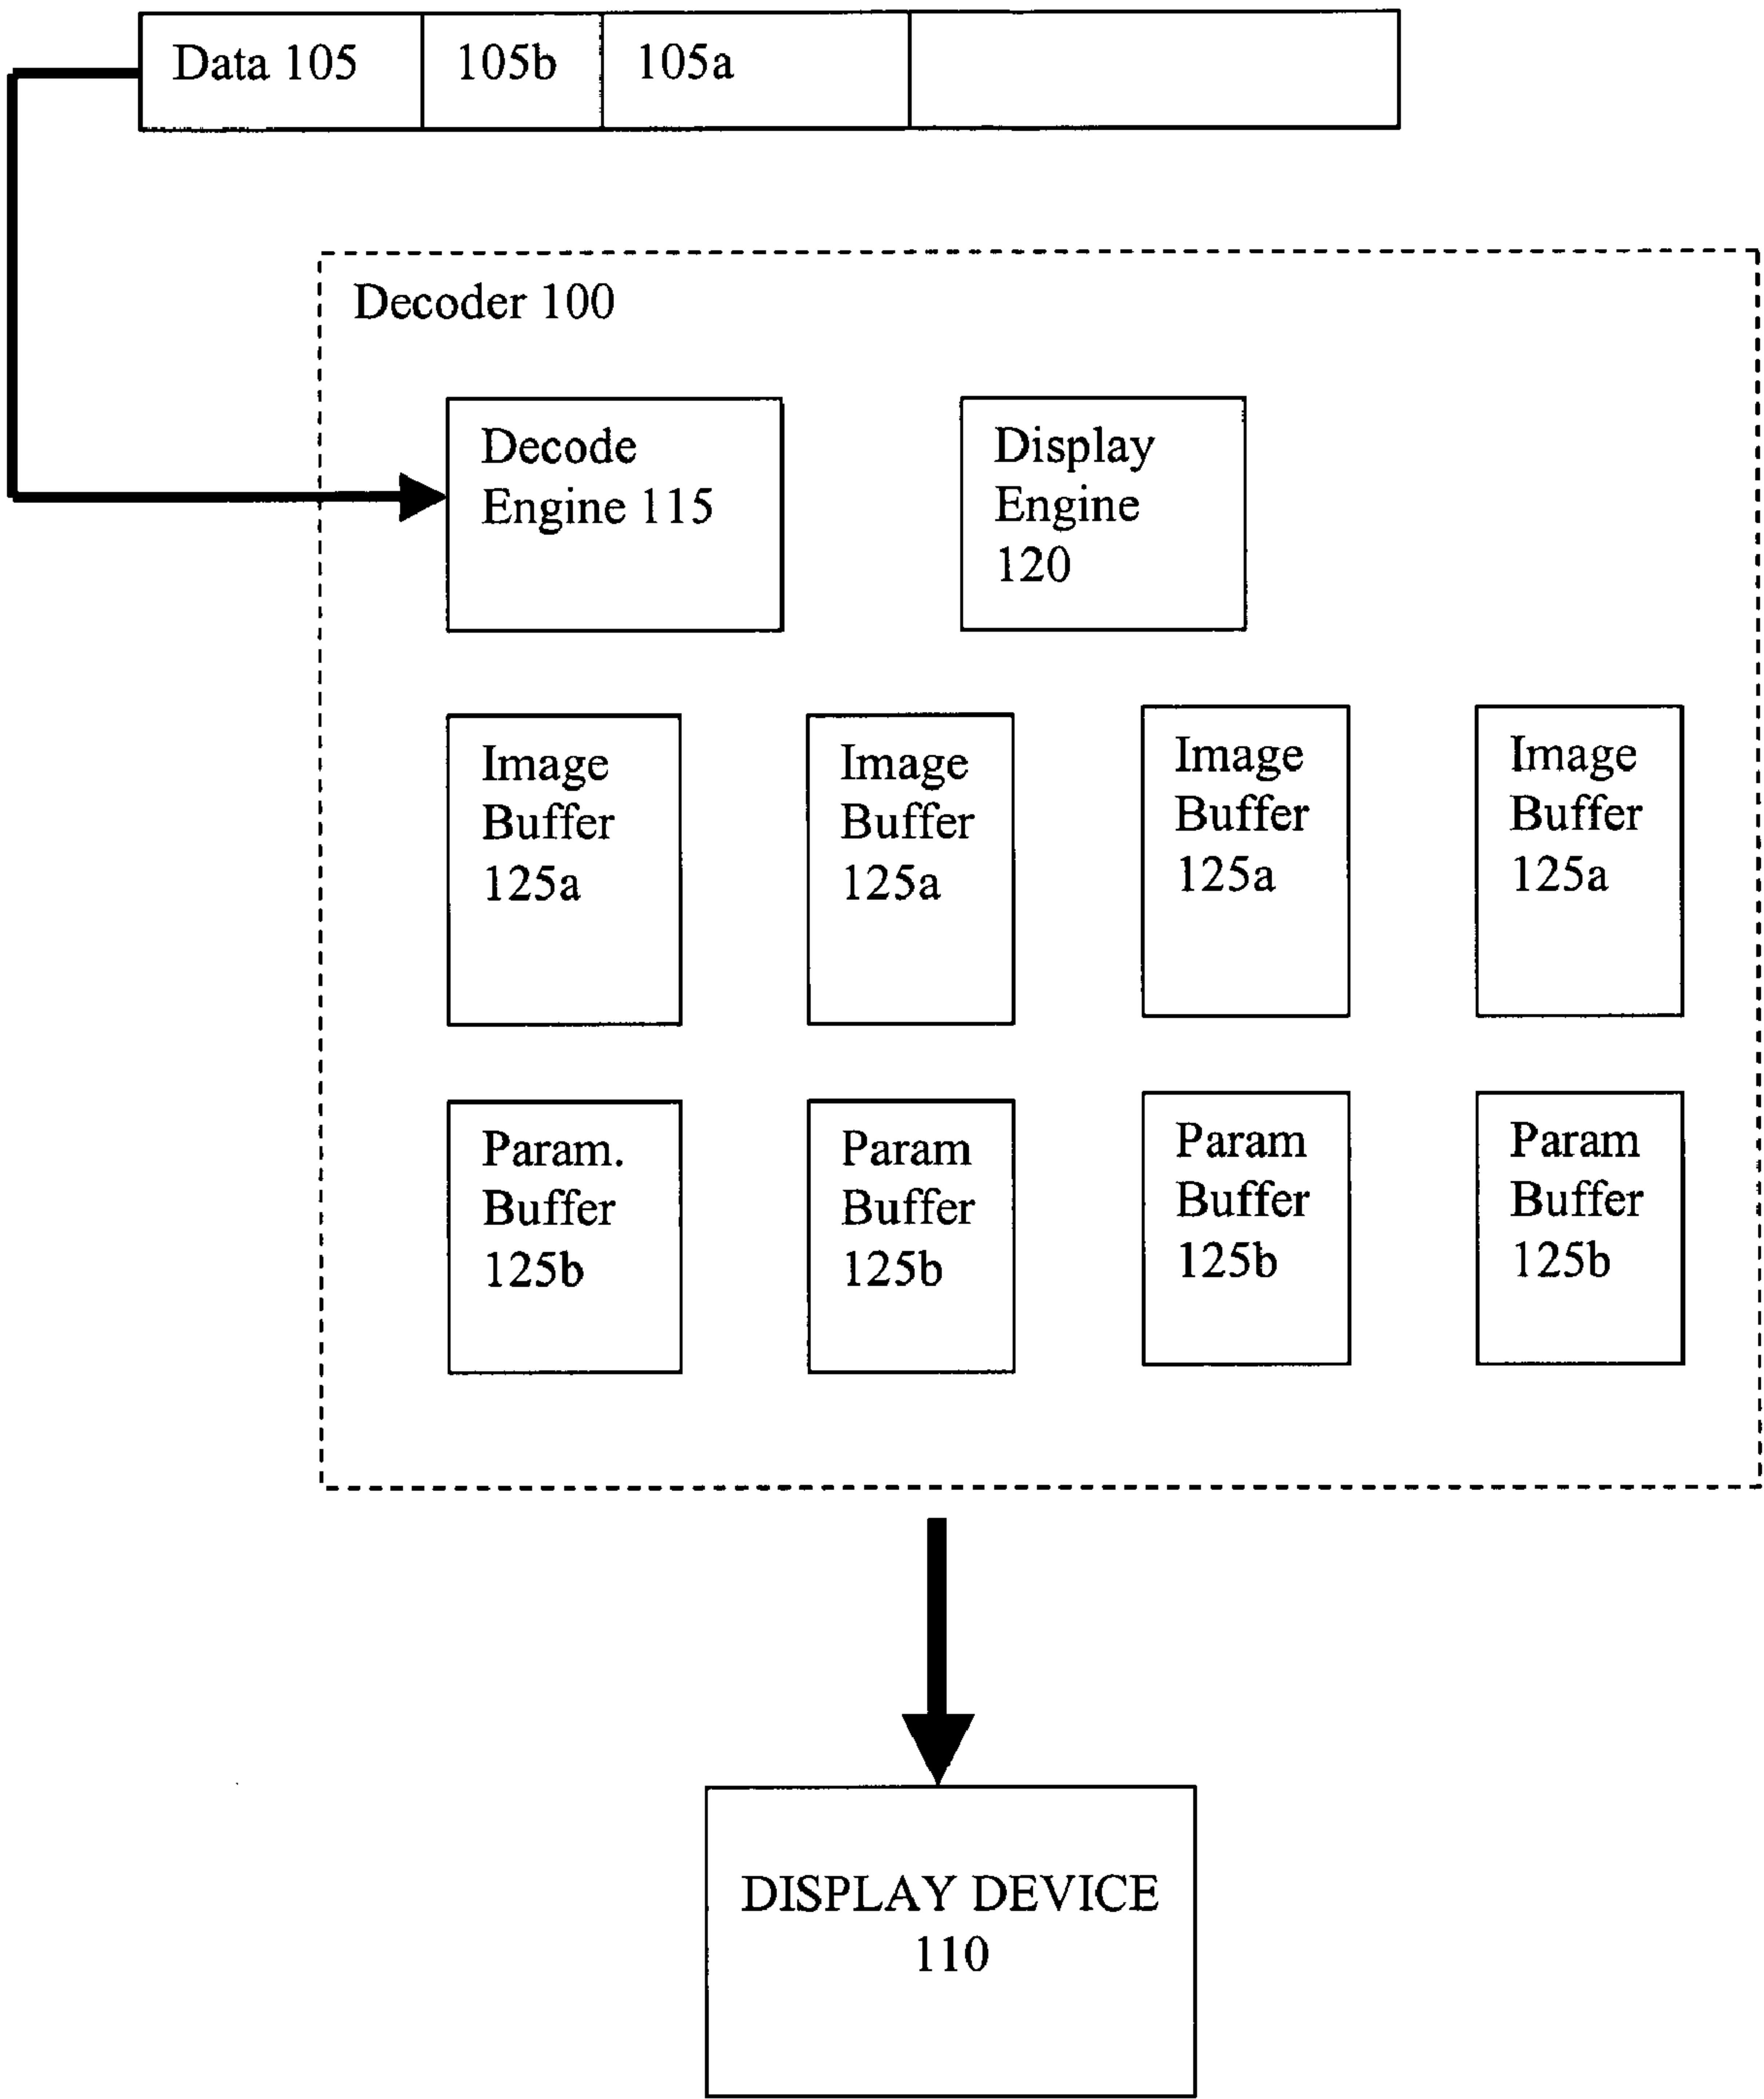 Data 105 105b 105a
Decoder 100
Decode
Engine 115
Display
Engine
120
Image
Buffer
125a
Image
Buffer
125a
Image
Buffer
125a
Image
Buffer
125a
Param.
Buffer
125b
Param
Buffer
125b
Param
Buffer
125b
Param
Buffer
125b
DISPLAY DEVICE
110